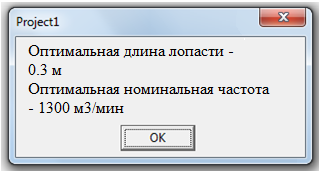 Project1
Оптимальная длина лопасти -
0.3 м
Оптимальная номинальная частота
- 1300 м3/мин
OK